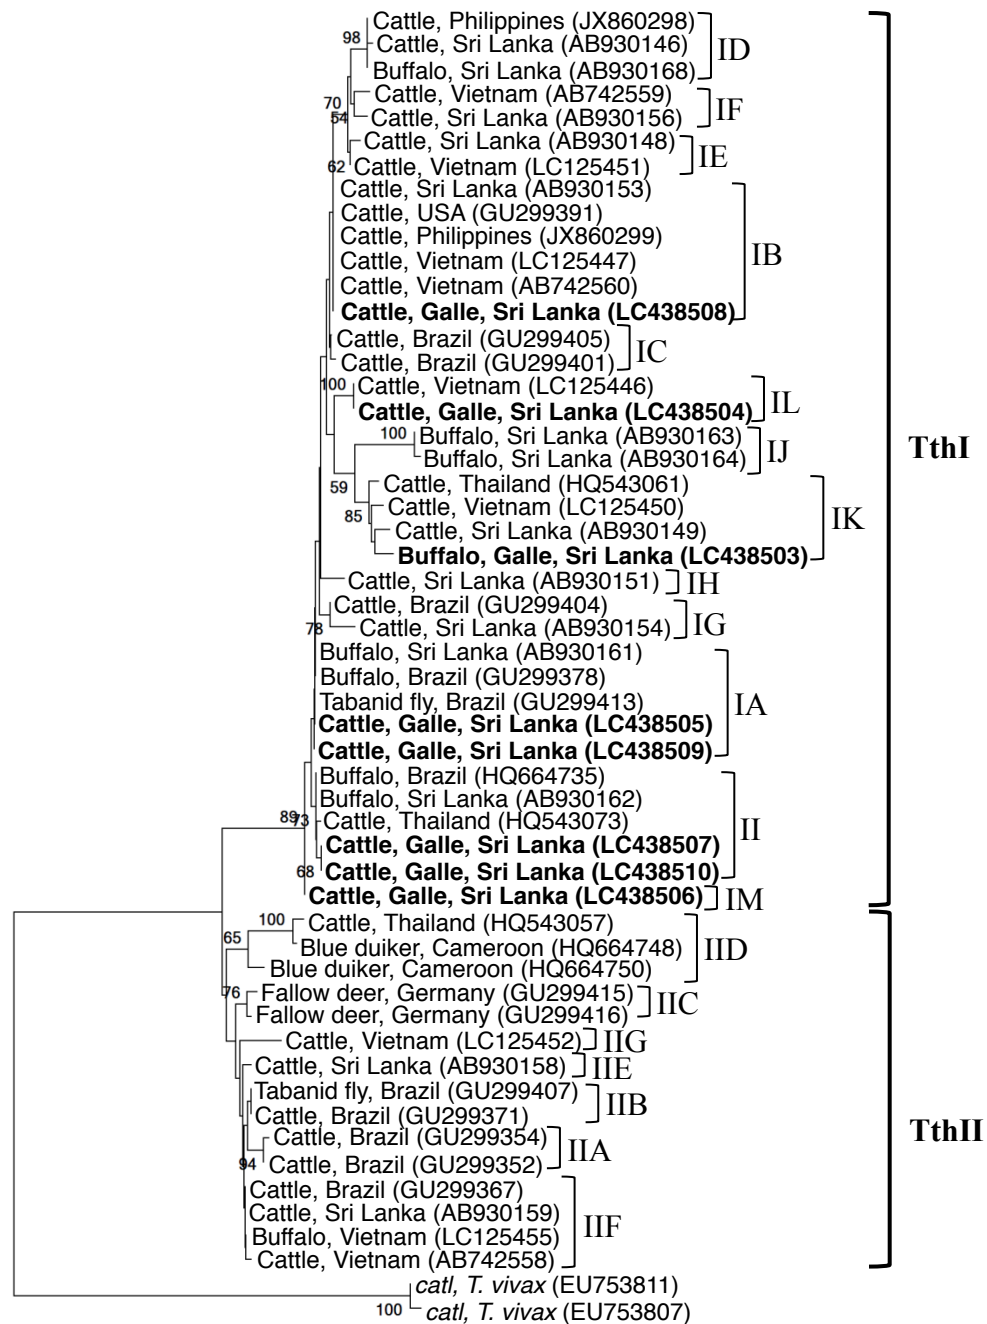 Cattle, Philippines (JX860298)
98
Cattle, Sri Lanka (AB930146)
ID
Buffalo, Sri Lanka (AB930168)
Cattle, Vietnam (AB742559)
70
IF
54
Cattle, Sri Lanka (AB930156)
Cattle, Sri Lanka (AB930148)
IE
62
Cattle, Vietnam (LC125451)
Cattle, Sri Lanka (AB930153)
Cattle, USA (GU299391)
Cattle, Philippines (JX860299)
IB
Cattle, Vietnam (LC125447)
Cattle, Vietnam (AB742560)
Cattle, Galle, Sri Lanka (LC438508)
Cattle, Brazil (GU299405)
IC
Cattle, Brazil (GU299401)
100
Cattle, Vietnam (LC125446)
IL
Cattle, Galle, Sri Lanka (LC438504)
100
Buffalo, Sri Lanka (AB930163)
IJ
TthI
Buffalo, Sri Lanka (AB930164)
59
Cattle, Thailand (HQ543061)
Cattle, Vietnam (LC125450)
85
IK
Cattle, Sri Lanka (AB930149)
Buffalo, Galle, Sri Lanka (LC438503)
Cattle, Sri Lanka (AB930151)
IH
Cattle, Brazil (GU299404)
IG
78
Cattle, Sri Lanka (AB930154)
Buffalo, Sri Lanka (AB930161)
Buffalo, Brazil (GU299378)
Tabanid fly, Brazil (GU299413)
IA
Cattle, Galle, Sri Lanka (LC438505)
Cattle, Galle, Sri Lanka (LC438509)
Buffalo, Brazil (HQ664735)
Buffalo, Sri Lanka (AB930162)
89
73
Cattle, Thailand (HQ543073)
II
Cattle, Galle, Sri Lanka (LC438507)
68
Cattle, Galle, Sri Lanka (LC438510)
Cattle, Galle, Sri Lanka (LC438506)
IM
100
Cattle, Thailand (HQ543057)
65
Blue duiker, Cameroon (HQ664748)
IID
Blue duiker, Cameroon (HQ664750)
76
Fallow deer, Germany (GU299415)
IIC
Fallow deer, Germany (GU299416)
Cattle, Vietnam (LC125452)
IIG
Cattle, Sri Lanka (AB930158)
IIE
Tabanid fly, Brazil (GU299407)
IIB
Cattle, Brazil (GU299371)
TthII
Cattle, Brazil (GU299354)
IIA
94
Cattle, Brazil (GU299352)
Cattle, Brazil (GU299367)
Cattle, Sri Lanka (AB930159)
IIF
Buffalo, Vietnam (LC125455)
Cattle, Vietnam (AB742558)
catl, T. vivax (EU753811)
100
catl, T. vivax (EU753807)